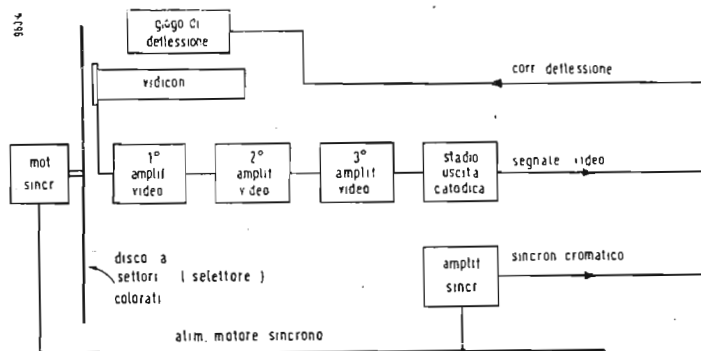 9634
giogo di
deflessione
vidicon
corr deflessione
mot
sincr
1°
amplif
video
2°
amplif
video
3°
amplif
video
stadio
uscita
catodica
segnale video
disco a
settori ( selettore )
colorati
amplif
sincr
sincron cromatico
alim. motore sincrono